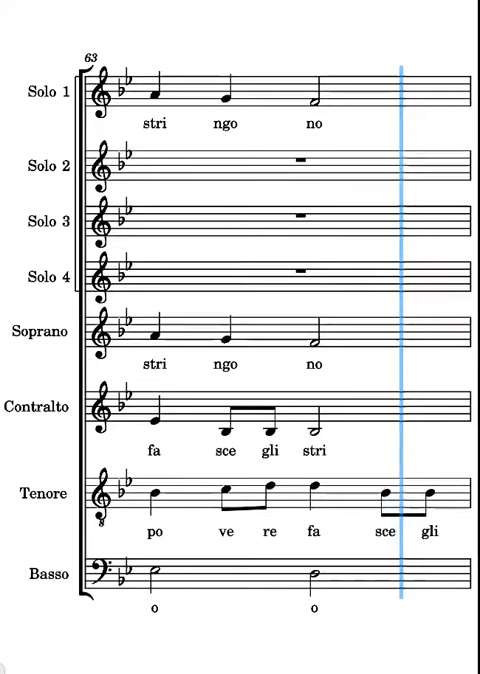 63
Solo 1
stri ngo no
Solo 2
Solo 3
Solo 4
Soprano
stri ngo no
Contralto
fa sce gli stri
Tenore
8
po ve re fa sce gli
Basso
o o